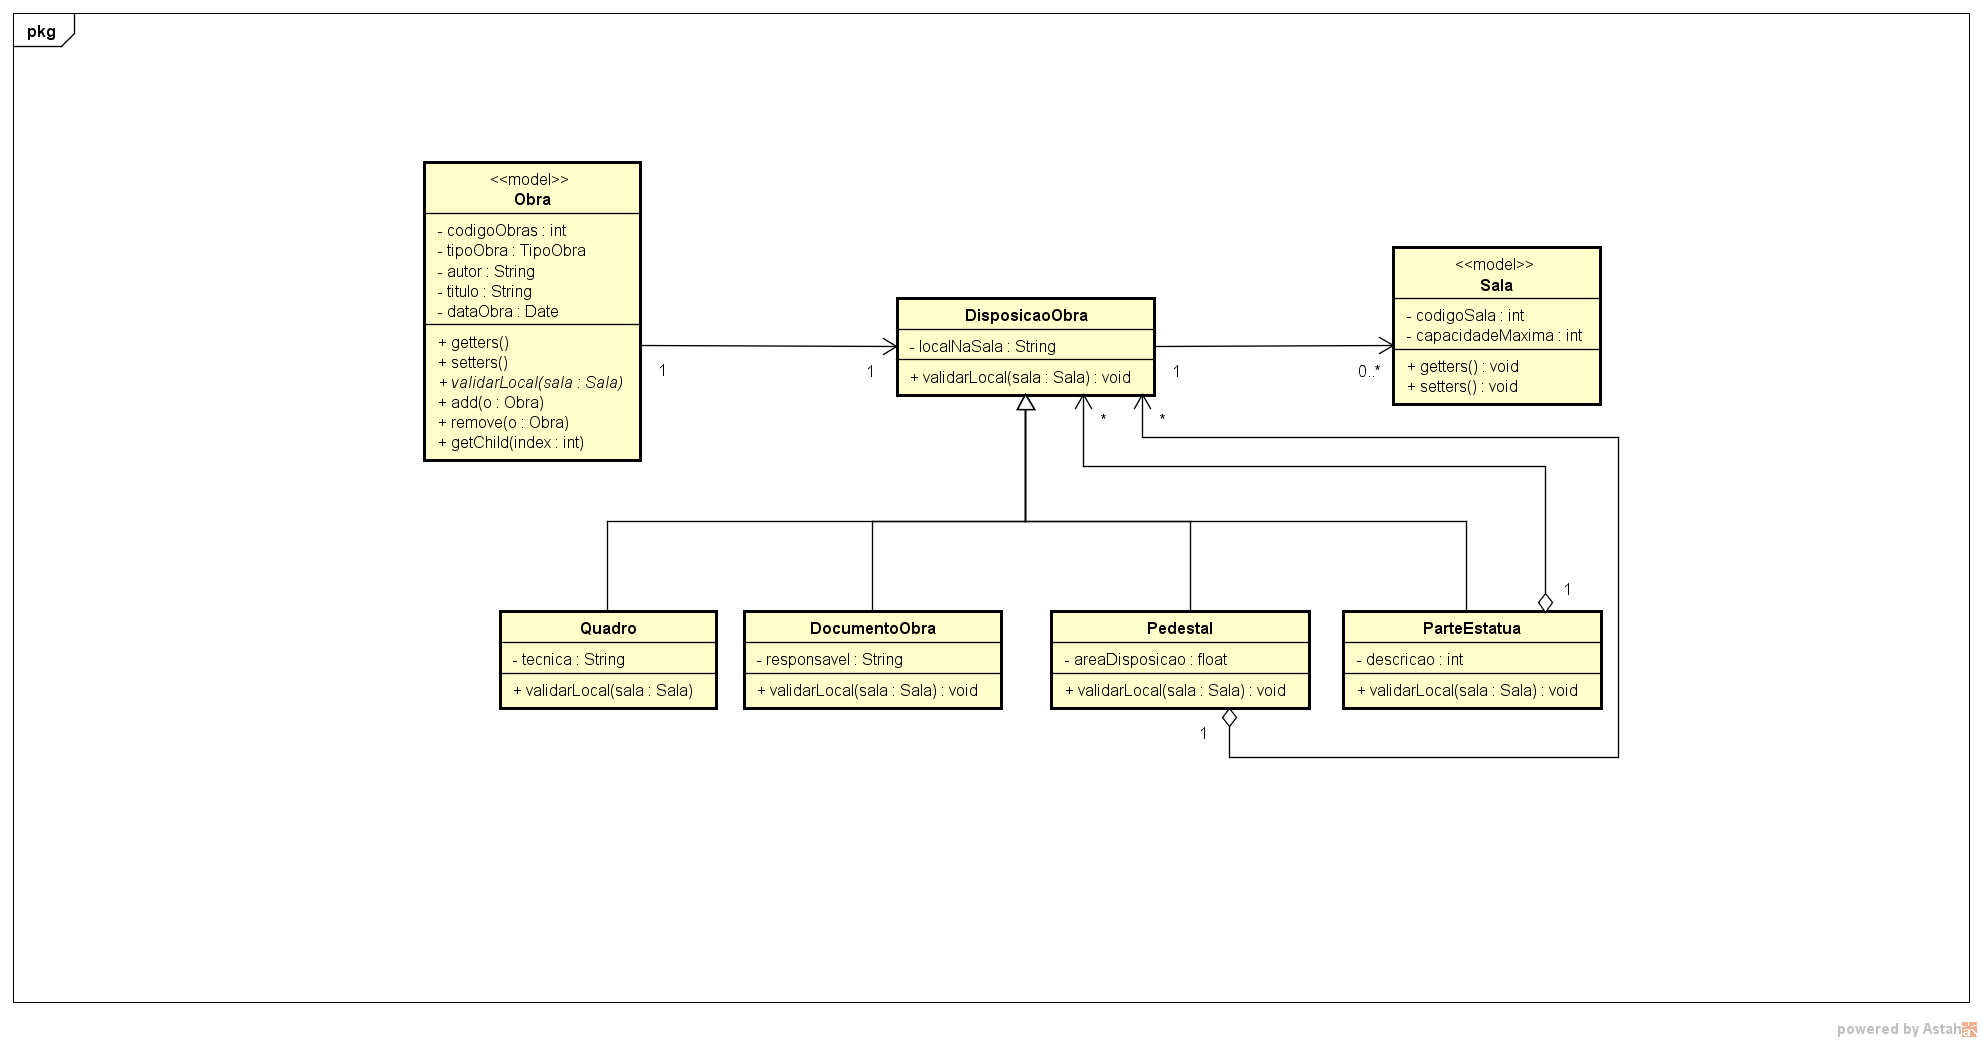 pkg
<<model>>
Obra
- codigoObras : int
- tipoObra : TipoObra
- autor : String
- titulo : String
- dataObra : Date
+ getters()
+ setters()
+ validarLocal(sala : Sala)
+ add(o : Obra)
+ remove(o : Obra)
+ getChild(index : int)
1
1
DisposicaoObra
- localNaSala : String
+ validarLocal(sala : Sala) : void
1
0..*
<<model>>
Sala
- codigoSala : int
- capacidadeMaxima : int
+ getters() : void
+ setters() : void
*
*
1
Quadro
- tecnica : String
+ validarLocal(sala : Sala)
DocumentoObra
- responsavel : String
+ validarLocal(sala : Sala) : void
Pedestal
- areaDisposicao : float
+ validarLocal(sala : Sala) : void
1
ParteEstatua
- descricao : int
+ validarLocal(sala : Sala) : void
powered by Astah